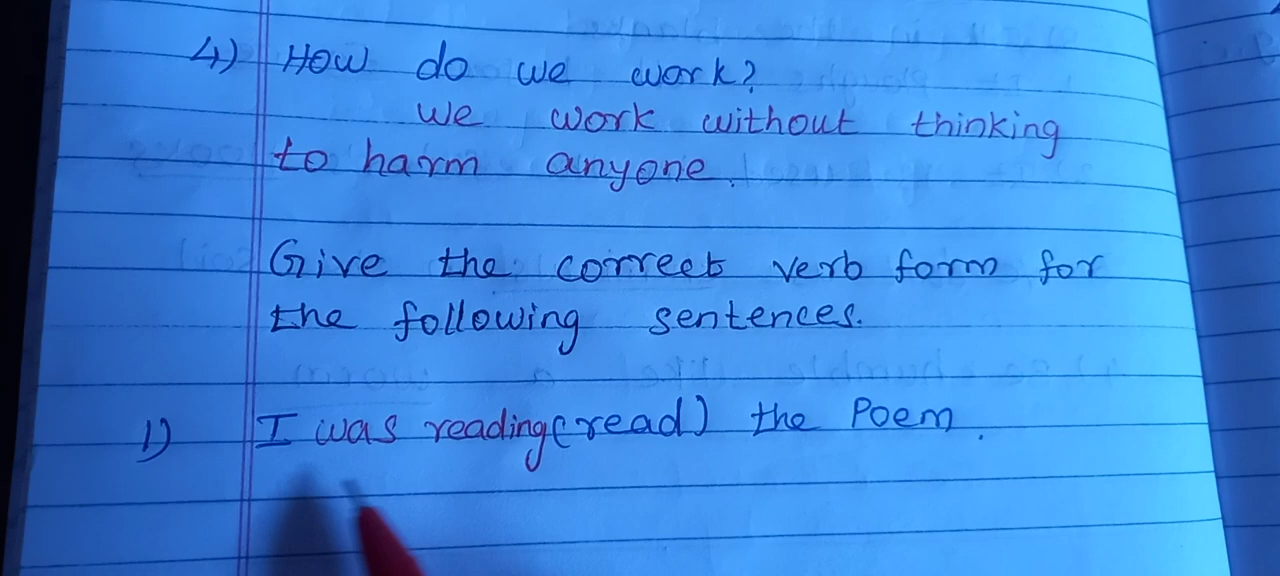 4) How do we work?
we work without thinking
to harm anyone.
Give the correct verb form for
the following sentences.
1) I was reading(read) the Poem.